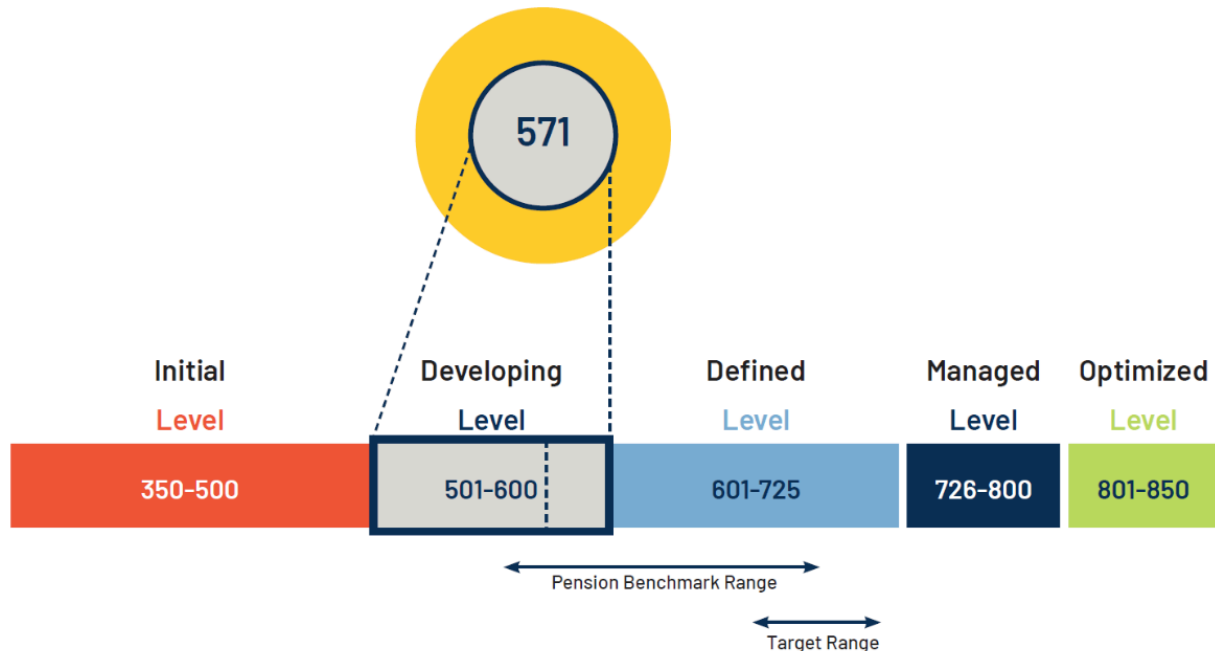 571
Initial
Level
Developing
Level
Defined
Level
Managed
Level
Optimized
Level
350-500
501-600
601-725
726-800
801-850
Pension Benchmark Range
Target Range